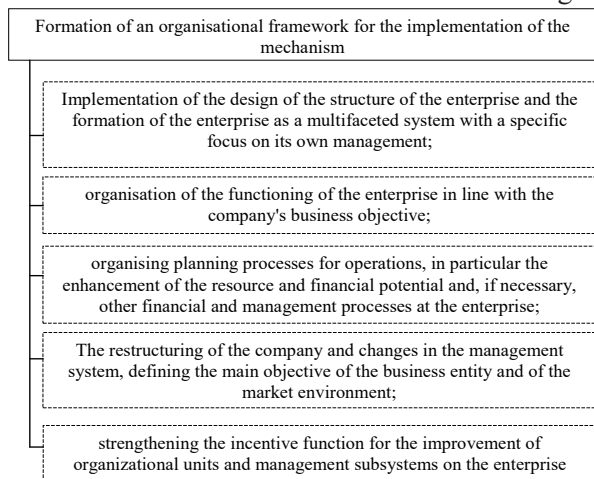 Formation of an organisational framework for the implementation of the
mechanism
Implementation of the design of the structure of the enterprise and the
formation of the enterprise as a multifaceted system with a specific
focus on its own management;
organisation of the functioning of the enterprise in line with the
company's business objective;
organising planning processes for operations, in particular the
enhancement of the resource and financial potential and, if necessary,
other financial and management processes at the enterprise;
The restructuring of the company and changes in the management
system, defining the main objective of the business entity and of the
market environment;
strengthening the incentive function for the improvement of
organizational units and management subsystems on the enterprise